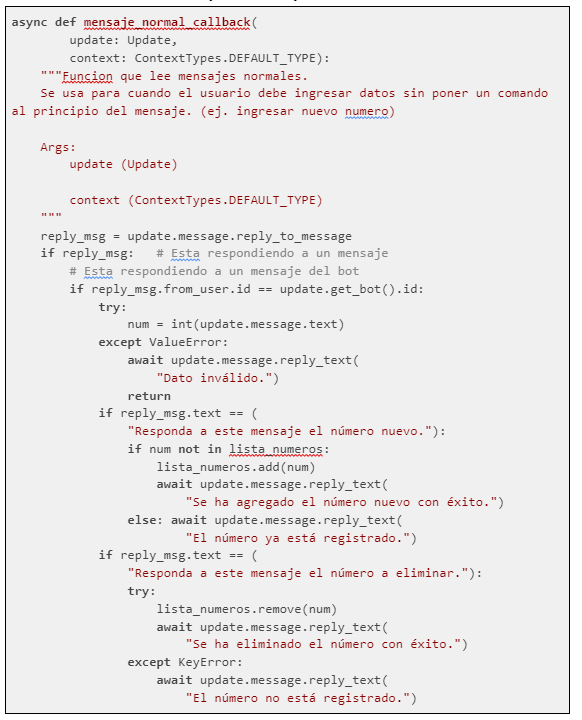 async def mensaje_normal_callback(
        update: Update,
        context: ContextTypes.DEFAULT_TYPE):
    """Funcion que lee mensajes normales.
    Se usa para cuando el usuario debe ingresar datos sin poner un comando
al principio del mensaje. (ej. ingresar nuevo numero)

    Args:
        update (Update)

        context (ContextTypes.DEFAULT_TYPE)
    """
    reply_msg = update.message.reply_to_message
    if reply_msg:   # Esta respondiendo a un mensaje
        # Esta respondiendo a un mensaje del bot
        if reply_msg.from_user.id == update.get_bot().id:
            try:
                num = int(update.message.text)
            except ValueError:
                await update.message.reply_text(
                    "Dato inválido.")
                return
            if reply_msg.text == (
                "Responda a este mensaje el número nuevo."):
                if num not in lista_numeros:
                    lista_numeros.add(num)
                    await update.message.reply_text(
                        "Se ha agregado el número nuevo con éxito.")
                else: await update.message.reply_text(
                        "El número ya está registrado.")
            if reply_msg.text == (
                "Responda a este mensaje el número a eliminar."):
                try:
                    lista_numeros.remove(num)
                    await update.message.reply_text(
                        "Se ha eliminado el número con éxito.")
                except KeyError:
                    await update.message.reply_text(
                        "El número no está registrado.")